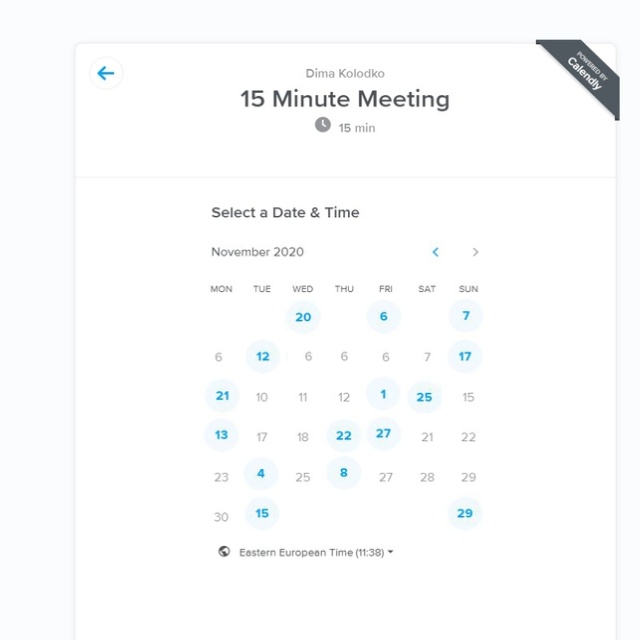 POWERED BY
Calendly
Dima Kolodko
15 Minute Meeting
15 min
Select a Date & Time
November 2020
MON TUE WED THU FRI SAT SUN
20 6 7
6 12 6 6 6 7 17
21 10 11 12 1 25 15
13 17 18 22 27 21 22
23 4 25 8 27 28 29
30 15 29
Eastern European Time (11:38)